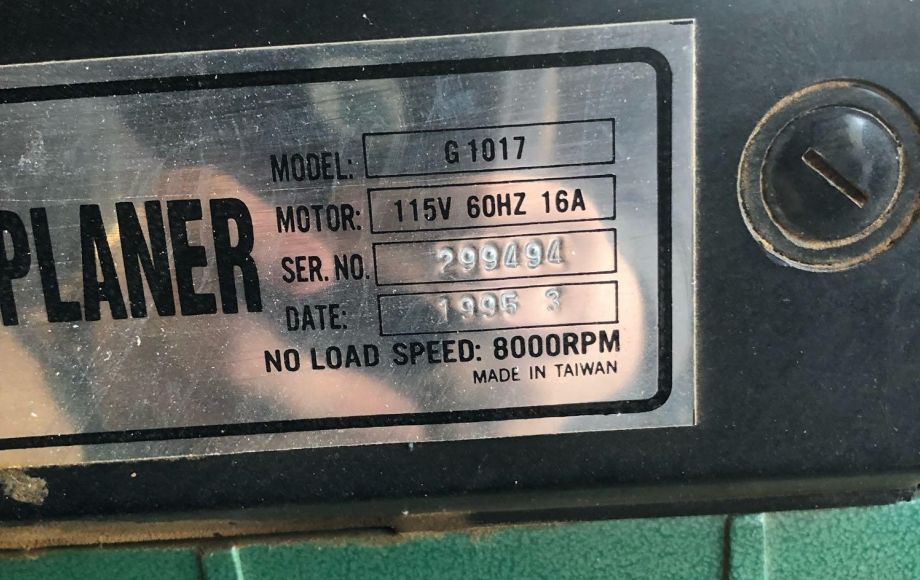 PLANER
MODEL: G1017
MOTOR: 115V 60HZ 16A
SER. NO. 299494
DATE: 1995 3
NO LOAD SPEED: 8000RPM
MADE IN TAIWAN